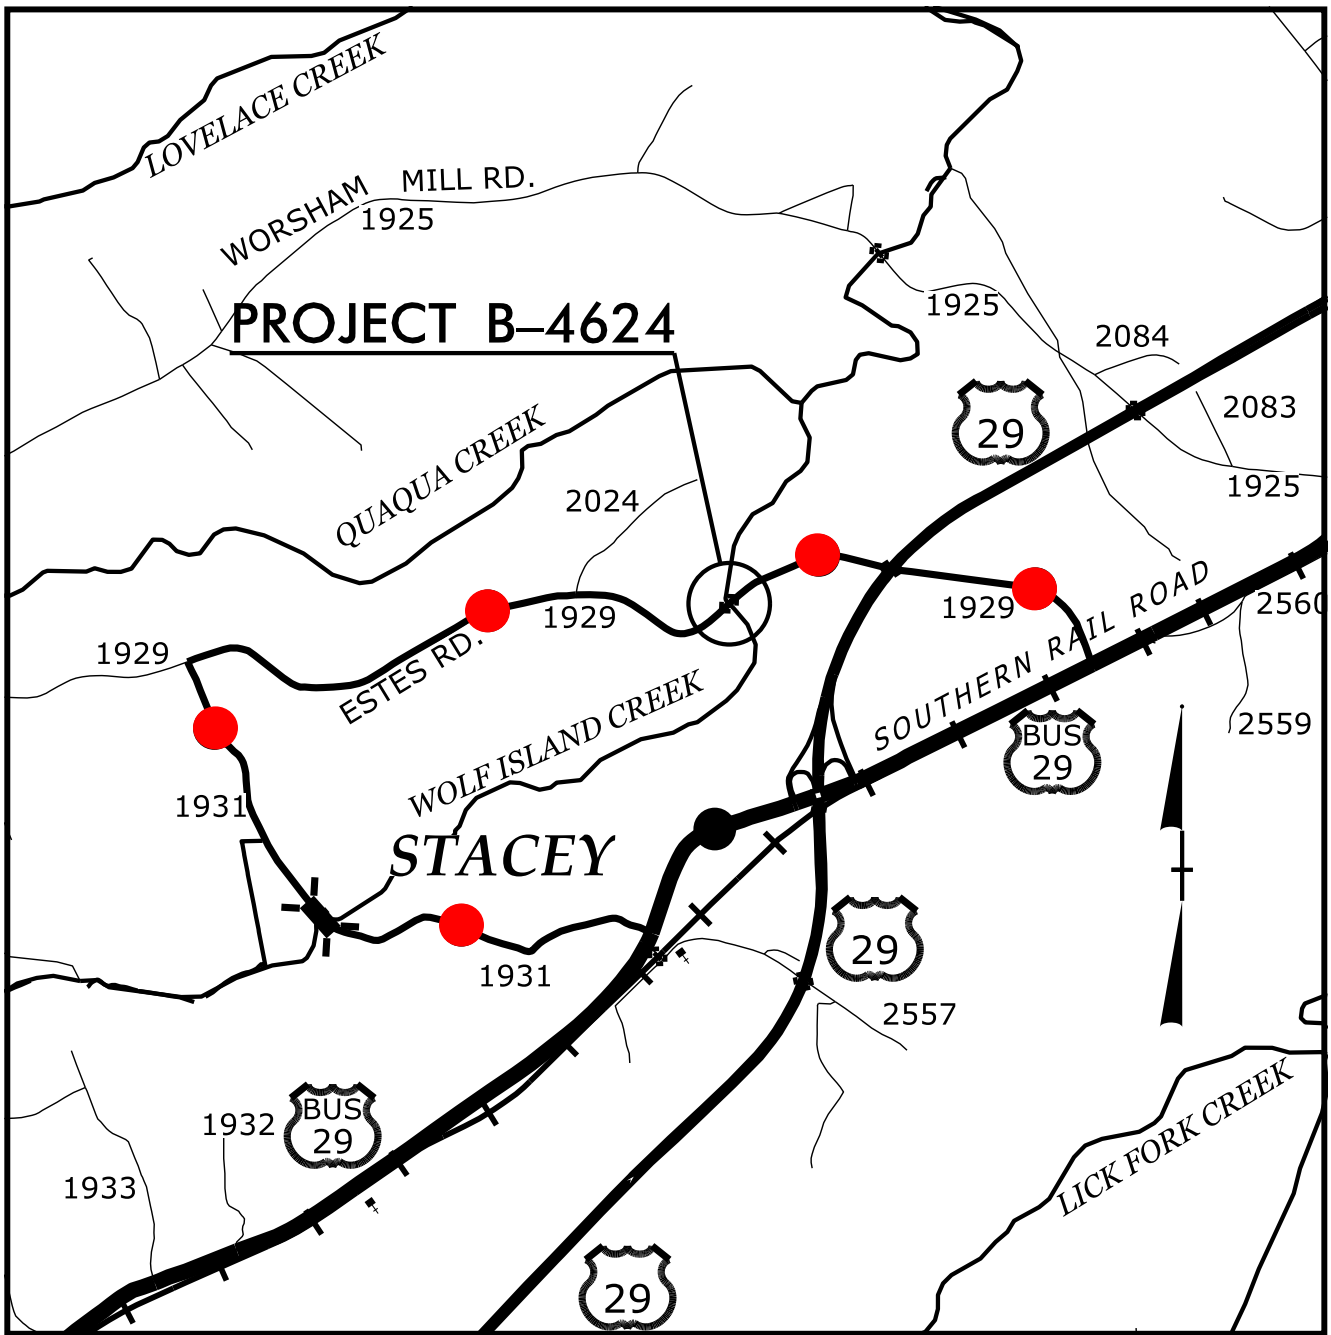 LOVELACE CREEK
WORSHAM MILL RD.
1925
PROJECT B–4624
1925
2084
29
2083
QUAQUA CREEK
2024
1925
1929
1929
2560
SOUTHERN RAIL ROAD
1929
ESTES RD.
WOLF ISLAND CREEK
BUS
29
2559
1931
STACEY
29
1931
2557
BUS
29
1932
LICK FORK CREEK
1933
29